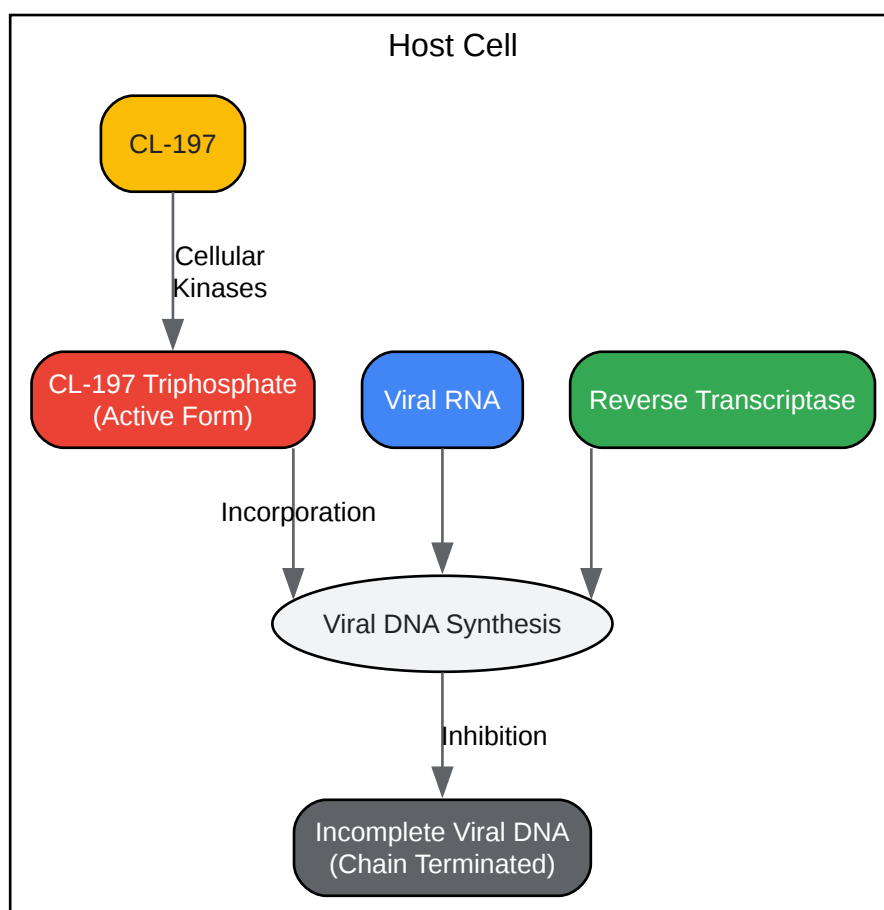 Host Cell
CL-197
Cellular
Kinases
CL-197 Triphosphate
(Active Form)
Viral RNA
Reverse Transcriptase
Incorporation
Viral DNA Synthesis
Inhibition
Incomplete Viral DNA
(Chain Terminated)